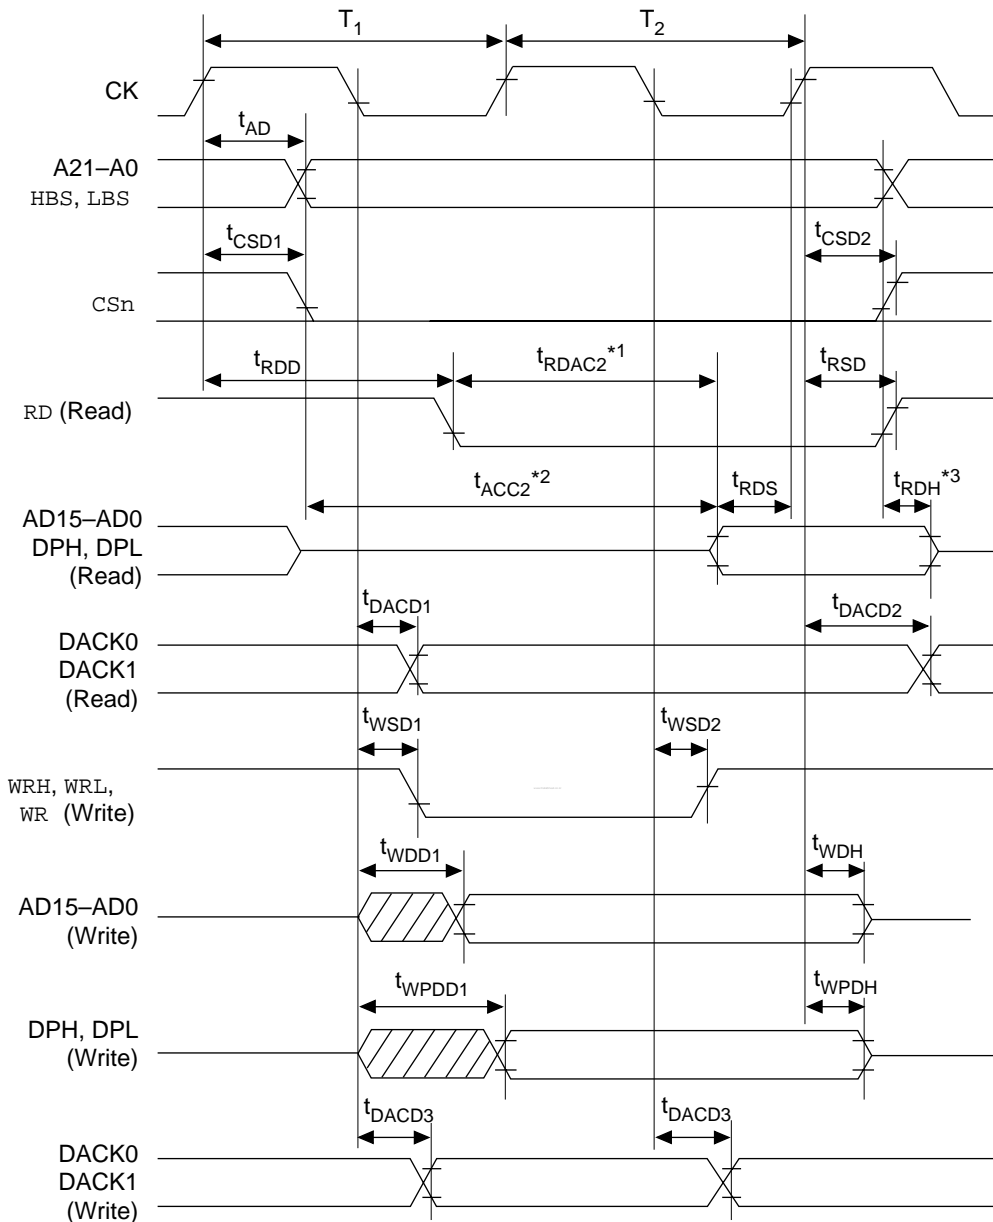 T1 T2
CK
tAD
A21–A0
HBS, LBS
tCSD1 tCSD2
CSn
tRDD tRDAC2*1 tRSD
RD (Read)
tACC2*2 tRDS tRDH*3
AD15–AD0
DPH, DPL
(Read)
tDACD1 tDACD2
DACK0
DACK1
(Read)
tWSD1 tWSD2
WRH, WRL,
WR (Write)
tWDD1 tWDH
AD15–AD0
(Write)
tWPDD1 tWPDH
DPH, DPL
(Write)
tDACD3 tDACD3
DACK0
DACK1
(Write)